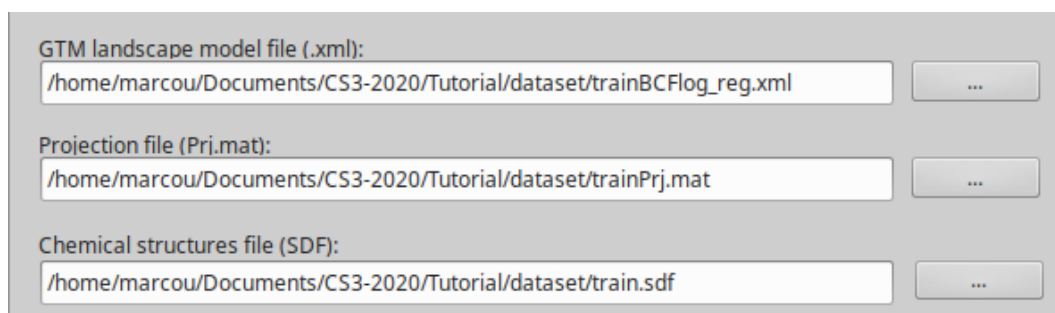 GTM landscape model file (.xml):
/home/marcou/Documents/CS3-2020/Tutorial/dataset/trainBCFlog_reg.xml
...
Projection file (Prj.mat):
/home/marcou/Documents/CS3-2020/Tutorial/dataset/trainPrj.mat
...
Chemical structures file (SDF):
/home/marcou/Documents/CS3-2020/Tutorial/dataset/train.sdf
...